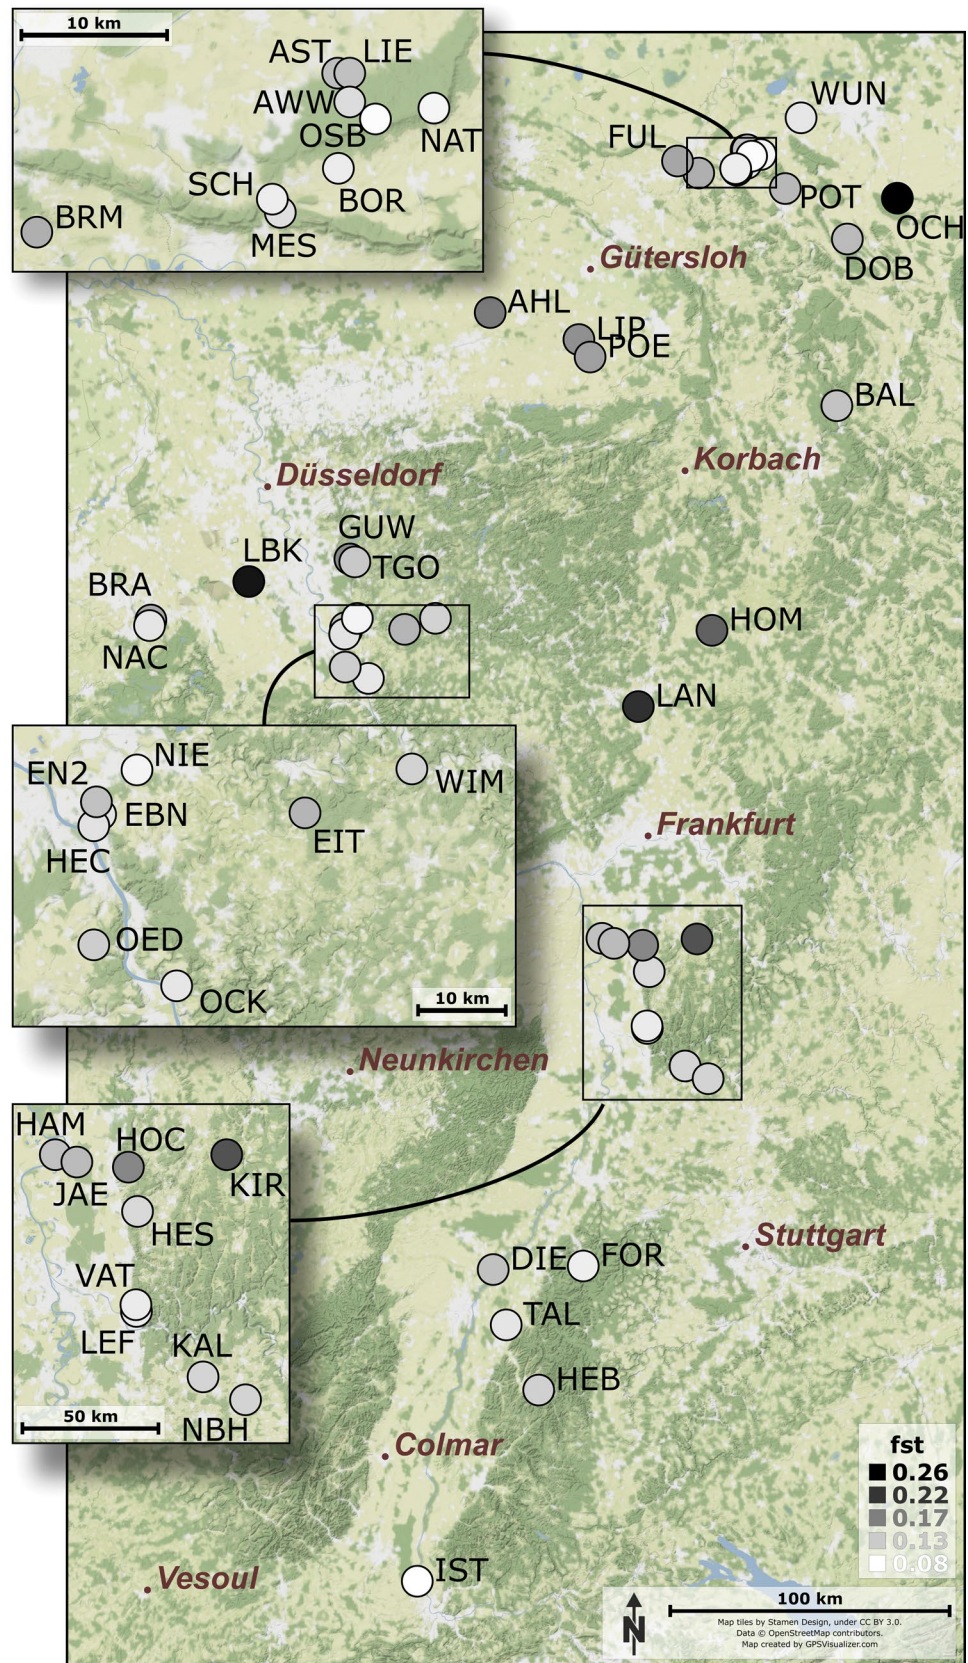 10 km
AST LIE
AWW
OSB
NAT
SCH
BOR
BRM
MES
WUN
FUL
POT
OCH
DOB
Gütersloh
AHL
LIP
POE
BAL
Korbach
Düsseldorf
GUW
LBK
TGO
BRA
NAC
HOM
LAN
NIE
EN2
WIM
EBN
EIT
HEC
OED
OCK
10 km
Frankfurt
Neunkirchen
HAM
HOC
JAE
KIR
HES
VAT
LEF
KAL
NBH
50 km
Stuttgart
DIE
FOR
TAL
HEB
Colmar
Vesoul
IST
fst
0.26
0.22
0.17
0.13
0.08
100 km
N
Map tiles by Stamen Design, under CC BY 3.0.
Data © OpenStreetMap contributors.
Map created by GPSVisualizer.com